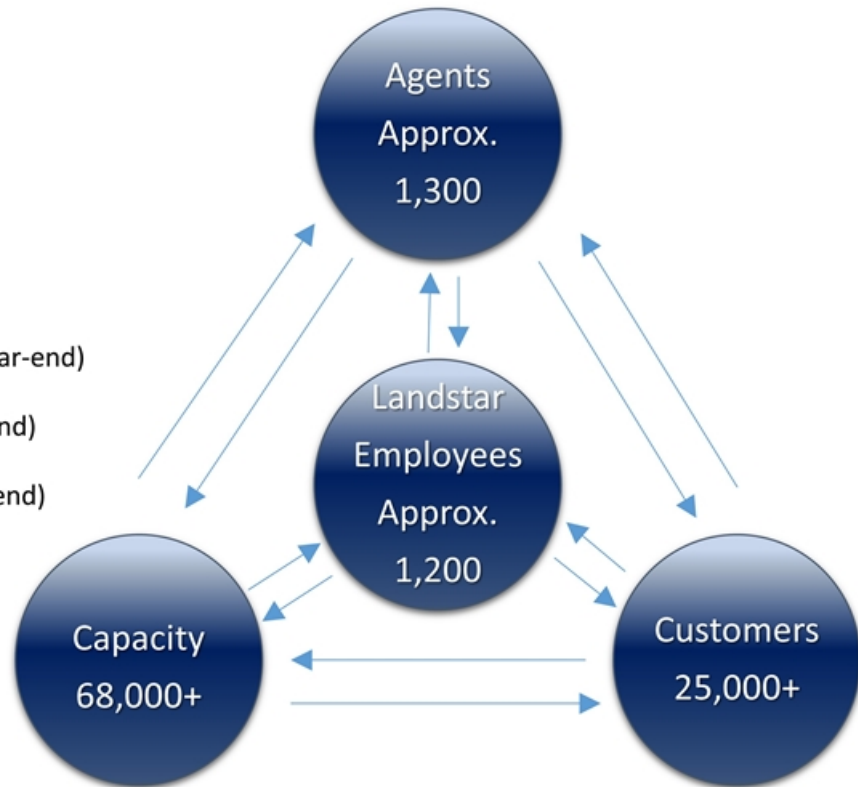 Agents
Approx.
1,300
ar-end)
nd)
end)
Landstar
Employees
Approx.
1,200
Capacity
68,000+
Customers
25,000+